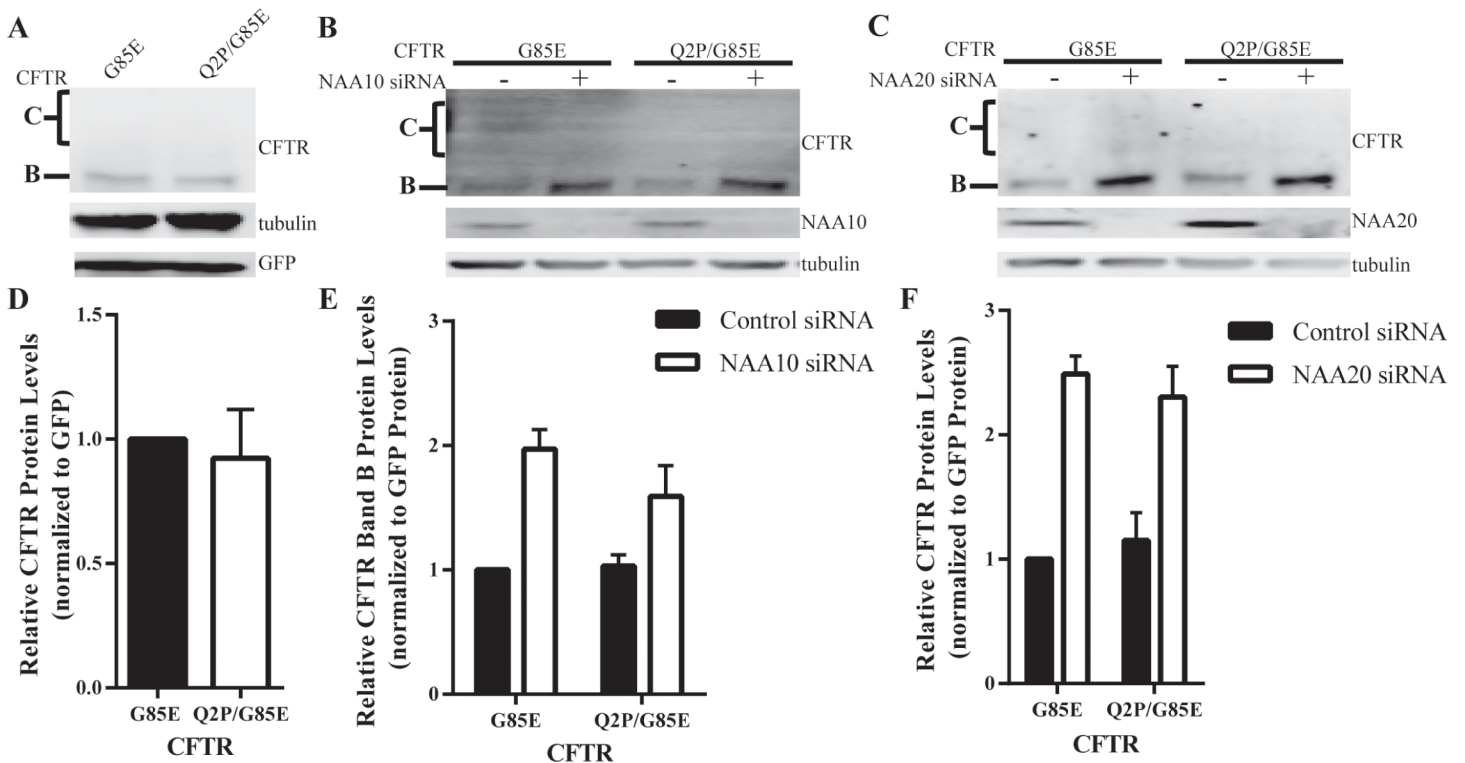 A
G85E
Q2P/G85E
CFTR
C
B
CFTR
tubulin
GFP
B
CFTR G85E Q2P/G85E
NAA10 siRNA - + - +
C
B
CFTR
NAA10
tubulin
C
CFTR G85E Q2P/G85E
NAA20 siRNA - + - +
C
B
CFTR
NAA20
tubulin
D
Relative CFTR Protein Levels
(normalized to GFP)
1.5
1.0
0.5
0.0
G85E Q2P/G85E
CFTR
E
Relative CFTR Band B Protein Levels
(normalized to GFP Protein)
3
2
1
0
Control siRNA
NAA10 siRNA
G85E Q2P/G85E
CFTR
F
Relative CFTR Protein Levels
(normalized to GFP Protein)
3
2
1
0
Control siRNA
NAA20 siRNA
G85E Q2P/G85E
CFTR